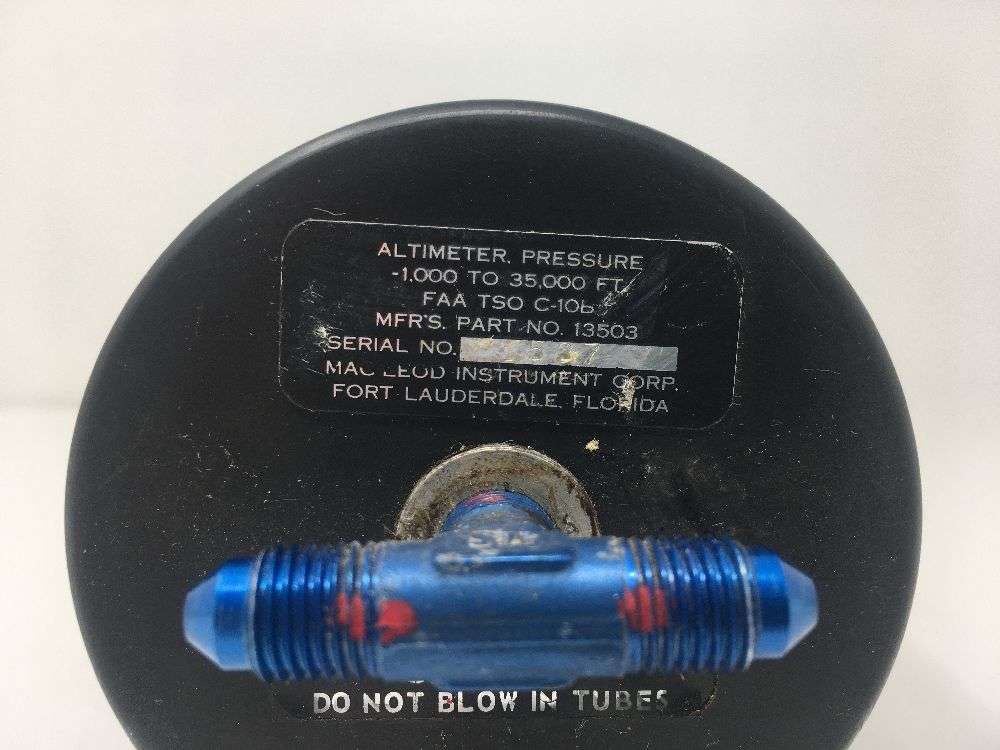 ALTIMETER, PRESSURE
-1,000 TO 35,000 FT.
FAA TSO C-10b
MFR'S. PART NO. 13503
SERIAL NO.
MAC LEOD INSTRUMENT CORP.
FORT LAUDERDALE, FLORIDA
DO NOT BLOW IN TUBES